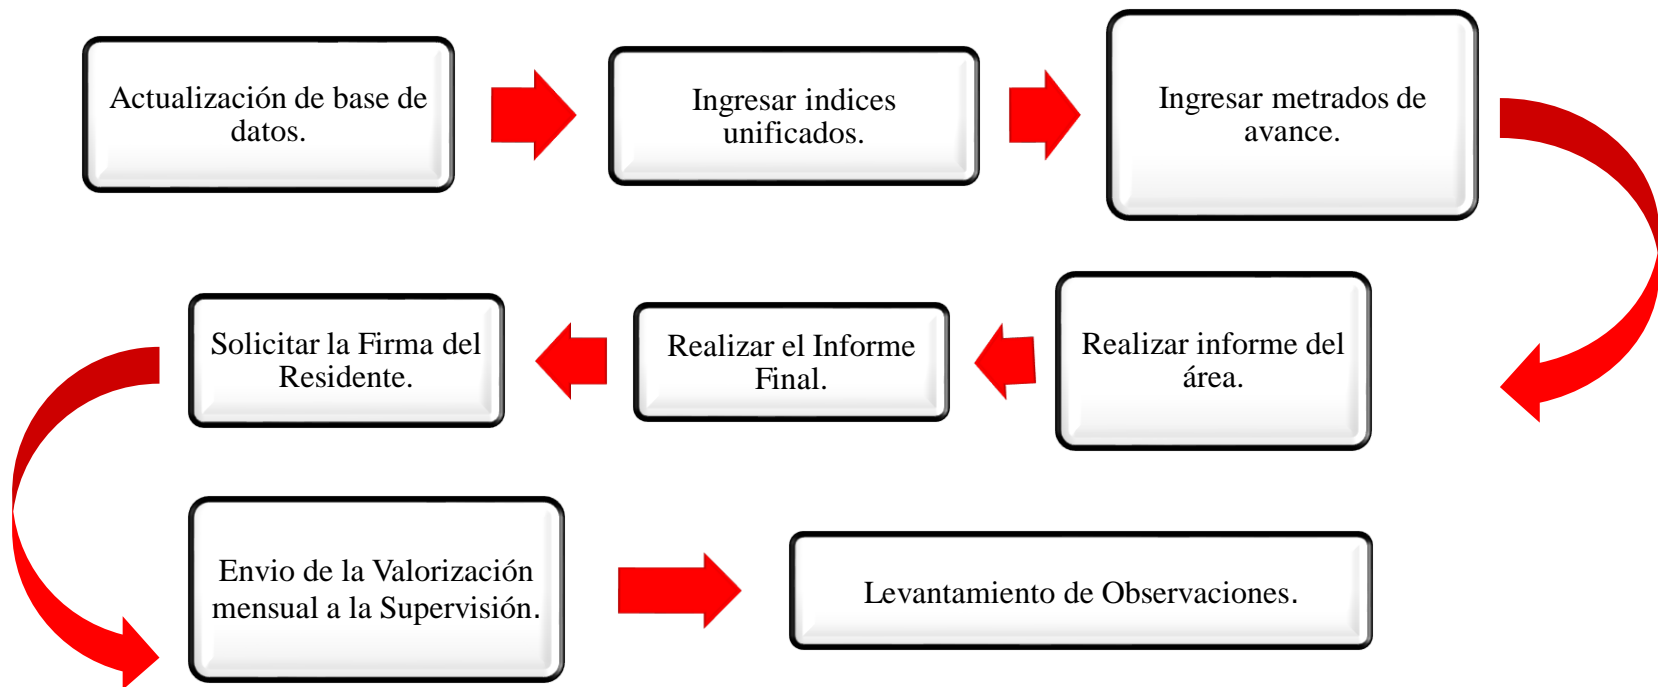 Actualización de base de
datos.
Ingresar indices
unificados.
Ingresar metrados de
avance.
Realizar informe del
área.
Realizar el Informe
Final.
Solicitar la Firma del
Residente.
Envio de la Valorización
mensual a la Supervisión.
Levantamiento de Observaciones.